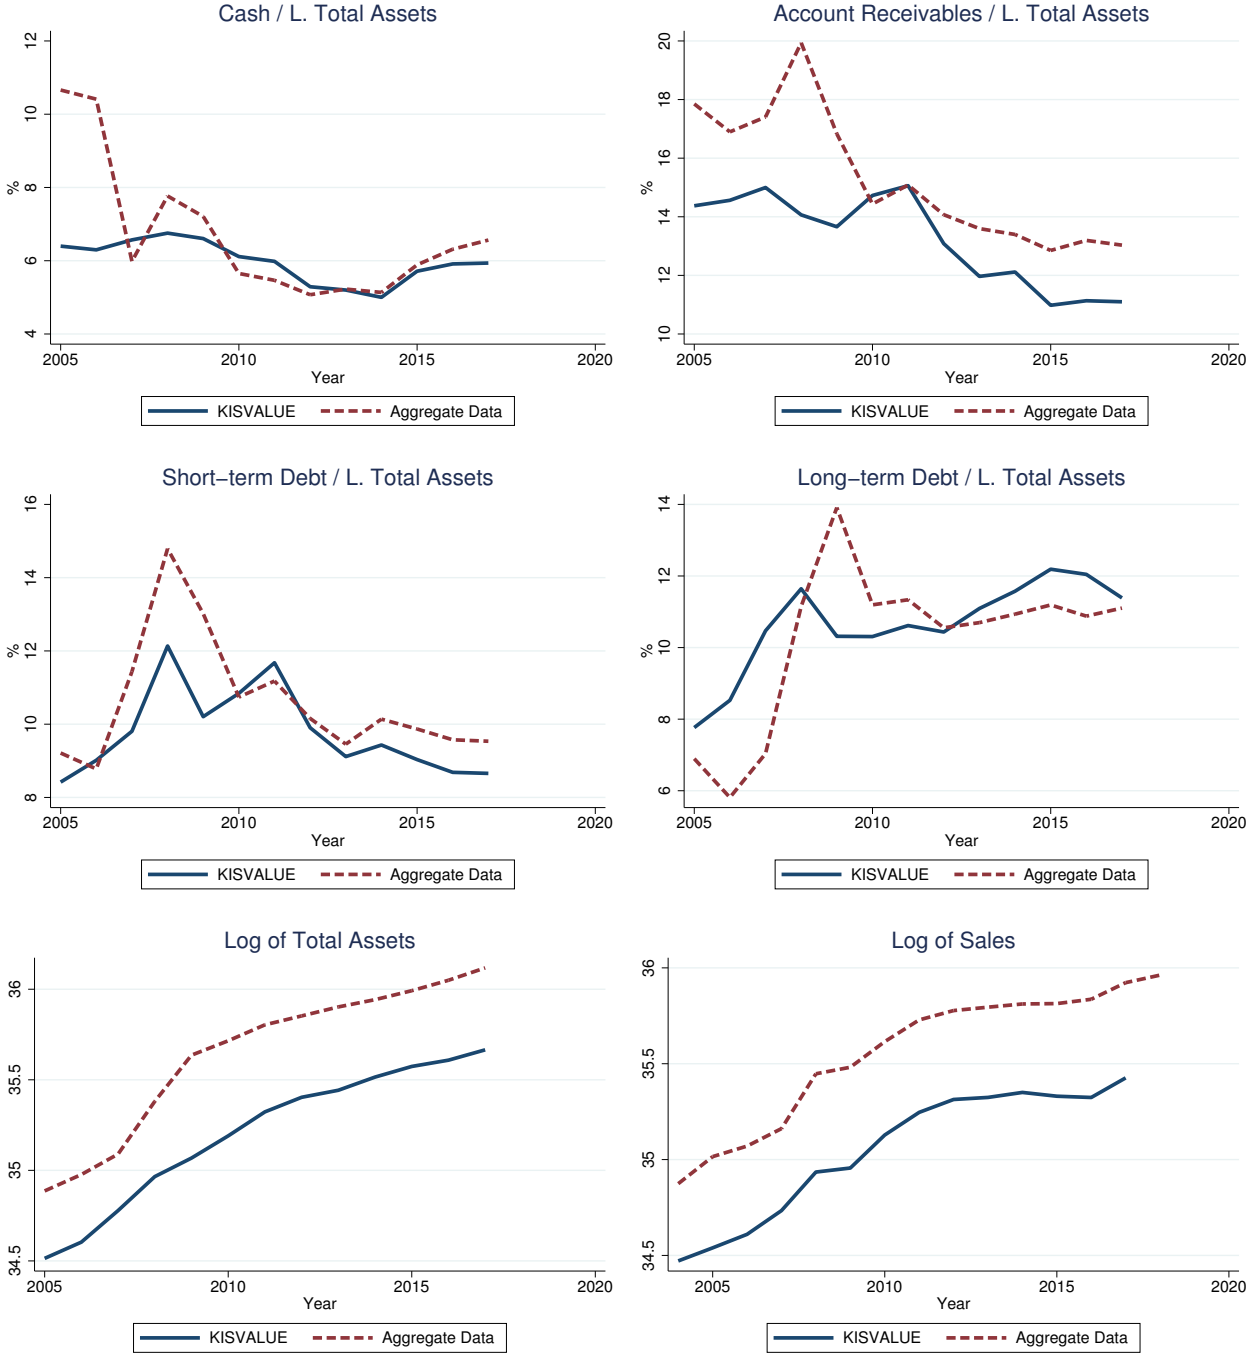 Cash / L. Total Assets
12
10
8
6
4
%
2005
2010
2015
2020
Year
KISVALUE
Aggregate Data
Account Receivables / L. Total Assets
20
18
16
14
12
10
%
2005
2010
2015
2020
Year
KISVALUE
Aggregate Data
Short−term Debt / L. Total Assets
16
14
12
10
8
%
2005
2010
2015
2020
Year
KISVALUE
Aggregate Data
Long−term Debt / L. Total Assets
14
12
10
8
6
%
2005
2010
2015
2020
Year
KISVALUE
Aggregate Data
Log of Total Assets
36
35.5
35
34.5
2005
2010
2015
2020
Year
KISVALUE
Aggregate Data
Log of Sales
36
35.5
35
34.5
2005
2010
2015
2020
Year
KISVALUE
Aggregate Data